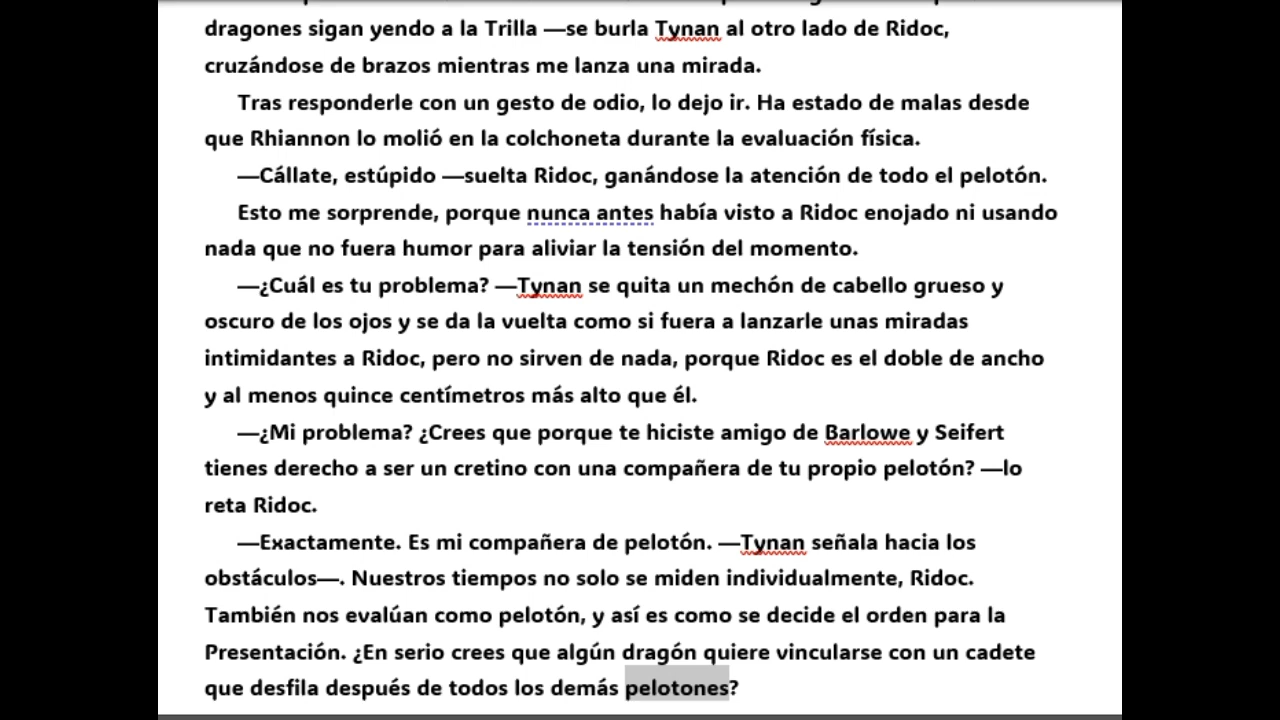 dragones sigan yendo a la Trilla —se burla Tynan al otro lado de Ridoc,
cruzándose de brazos mientras me lanza una mirada.
Tras responderle con un gesto de odio, lo dejo ir. Ha estado de malas desde
que Rhiannon lo molió en la colchoneta durante la evaluación física.
—Cállate, estúpido —suelta Ridoc, ganándose la atención de todo el pelotón.
Esto me sorprende, porque nunca antes había visto a Ridoc enojado ni usando
nada que no fuera humor para aliviar la tensión del momento.
—¿Cuál es tu problema? —Tynan se quita un mechón de cabello grueso y
oscuro de los ojos y se da la vuelta como si fuera a lanzarle unas miradas
intimidantes a Ridoc, pero no sirven de nada, porque Ridoc es el doble de ancho
y al menos quince centímetros más alto que él.
—¿Mi problema? ¿Crees que porque te hiciste amigo de Barlowe y Seifert
tienes derecho a ser un cretino con una compañera de tu propio pelotón? —lo
reta Ridoc.
—Exactamente. Es mi compañera de pelotón. —Tynan señala hacia los
obstáculos—. Nuestros tiempos no solo se miden individualmente, Ridoc.
También nos evalúan como pelotón, y así es como se decide el orden para la
Presentación. ¿En serio crees que algún dragón quiere vincularse con un cadete
que desfila después de todos los demás pelotones?